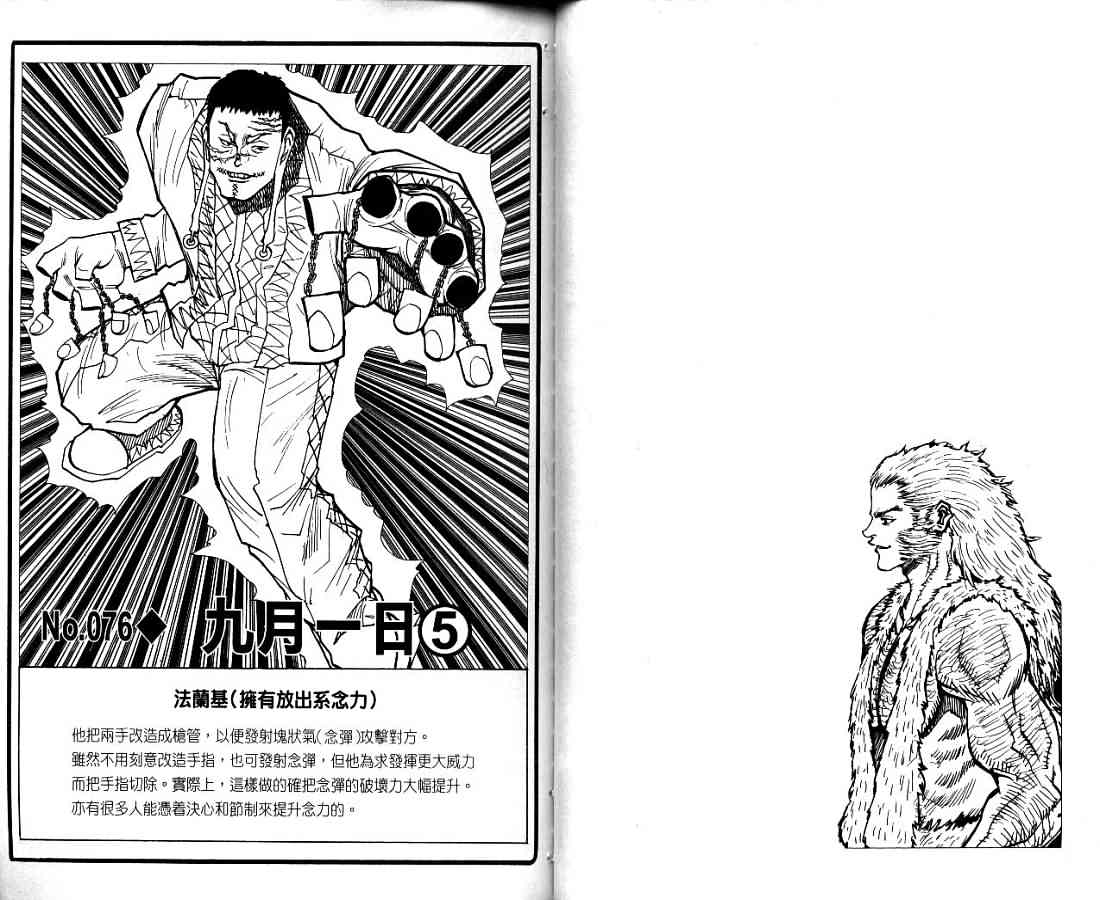 No.076◆ 九月一日⑤
法蘭基(擁有放出系念力)
他把兩手改造成槍管,以便發射塊狀氣(念彈)攻擊對方。
雖然不用刻意改造手指,也可發射念彈,但他為求發揮更大威力
而把手指切除。實際上,這樣做的確把念彈的破壞力大幅提升。
亦有很多人能憑着決心和節制來提升念力的。